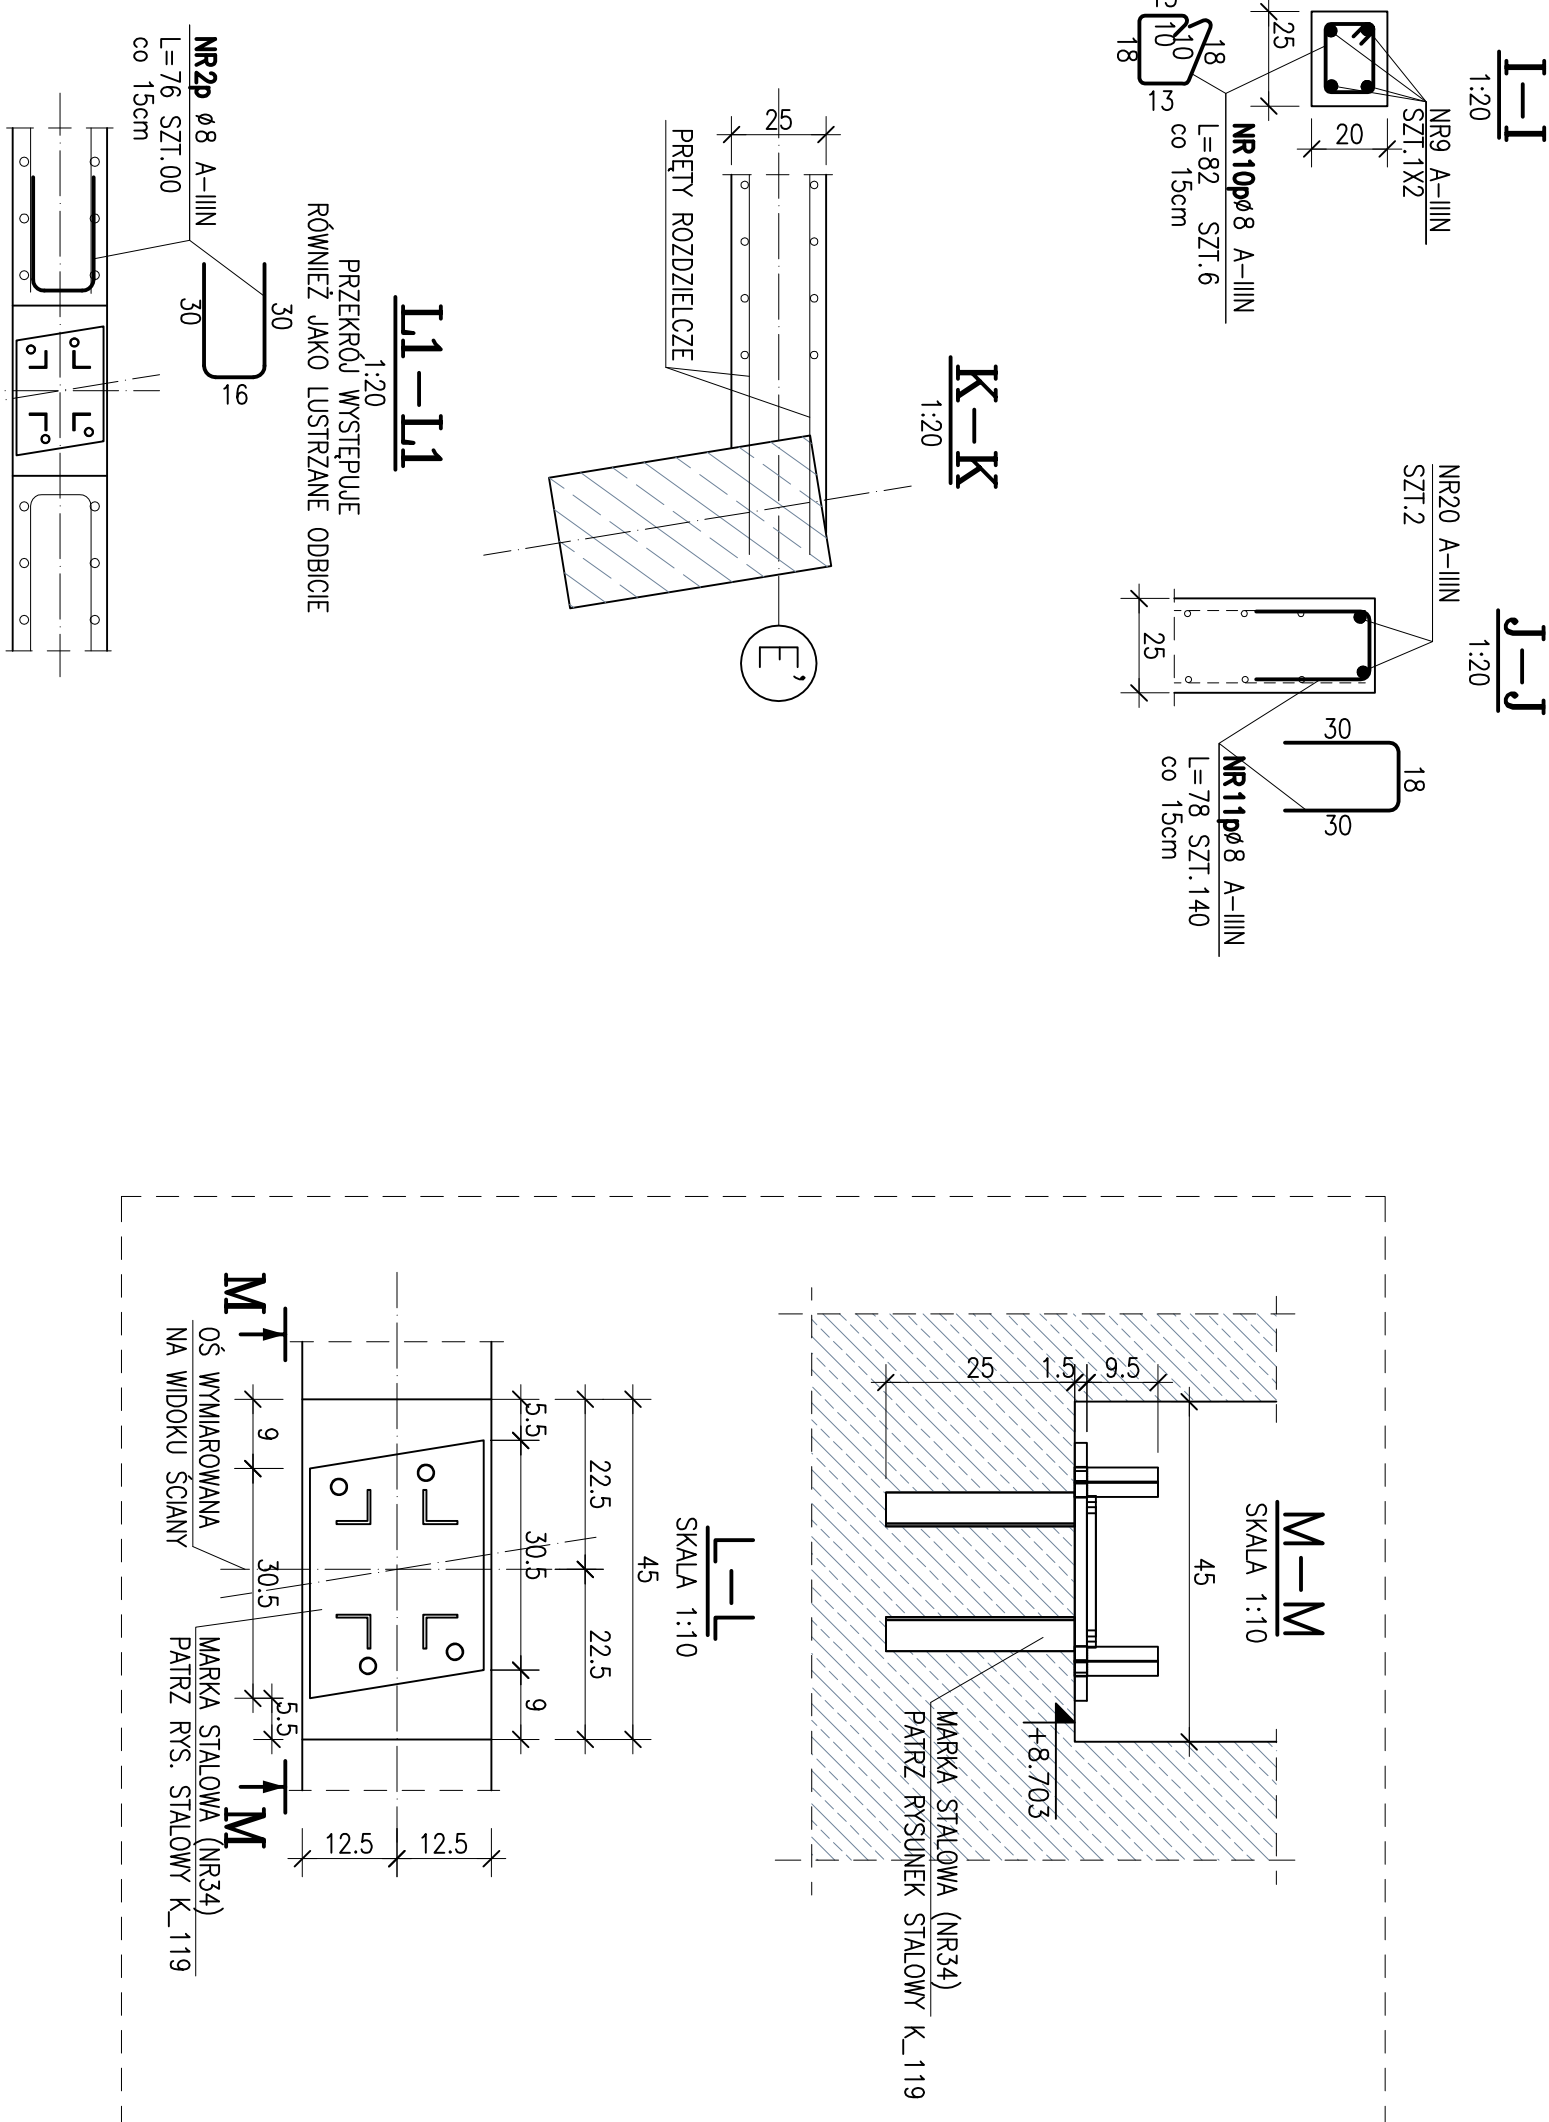 I–I
1:20
NR9 A–IIIN
SZT.1X2
25
20
18
10
10
18
13
NR10pø8 A–IIIN
L=82 SZT.6
co 15cm
J–J
1:20
NR20 A–IIIN
SZT.2
25
30
18
30
NR11pø8 A–IIIN
L=78 SZT.140
co 15cm
K–K
1:20
25
PRĘTY ROZDZIELCZE
E'
L1–L1
1:20
PRZEKRÓJ WYSTĘPUJE
RÓWNIEŻ JAKO LUSTRZANE ODBICIE
NR2p ø8 A–IIIN
L=76 SZT.00
co 15cm
30
30
16
M–M
SKALA 1:10
45
25
1.5
9.5
+8.703
MARKA STALOWA (NR34)
PATRZ RYSUNEK STALOWY K_119
L–L
SKALA 1:10
45
22.5
22.5
5.5
30.5
9
9
30.5
5.5
12.5
12.5
M
M
OŚ WYMIAROWANA
NA WIDOKU ŚCIANY
MARKA STALOWA (NR34)
PATRZ RYS. STALOWY K_119